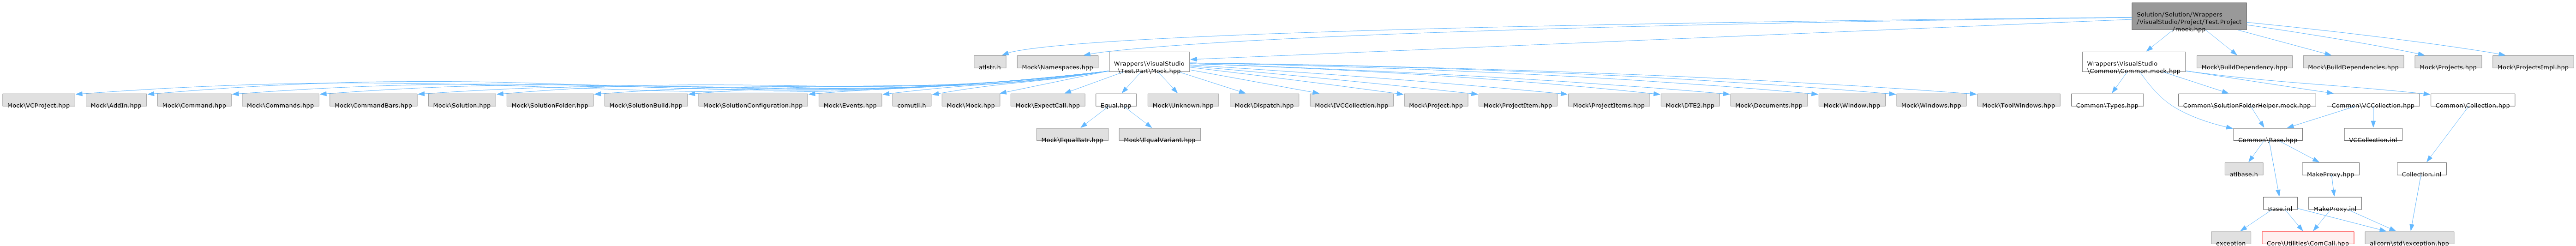 Solution/Solution/Wrappers
/VisualStudio/Project/Test.Project
/mock.hpp
atlstr.h
Mock\Namespaces.hpp
Wrappers\VisualStudio
\Test.Part\Mock.hpp
Wrappers\VisualStudio
\Common\Common.mock.hpp
Mock\BuildDependency.hpp
Mock\BuildDependencies.hpp
Mock\Projects.hpp
Mock\ProjectsImpl.hpp
Mock\VCProject.hpp
Mock\AddIn.hpp
Mock\Command.hpp
Mock\Commands.hpp
Mock\CommandBars.hpp
Mock\Solution.hpp
Mock\SolutionFolder.hpp
Mock\SolutionBuild.hpp
Mock\SolutionConfiguration.hpp
Mock\Events.hpp
comutil.h
Mock\Mock.hpp
Mock\ExpectCall.hpp
Equal.hpp
Mock\Unknown.hpp
Mock\Dispatch.hpp
Mock\IVCCollection.hpp
Mock\Project.hpp
Mock\ProjectItem.hpp
Mock\ProjectItems.hpp
Mock\DTE2.hpp
Mock\Documents.hpp
Mock\Window.hpp
Mock\Windows.hpp
Mock\ToolWindows.hpp
Common\Types.hpp
Common\SolutionFolderHelper.mock.hpp
Common\VCCollection.hpp
Common\Collection.hpp
Mock\EqualBstr.hpp
Mock\EqualVariant.hpp
Common\Base.hpp
VCCollection.inl
atlbase.h
MakeProxy.hpp
Collection.inl
Base.inl
MakeProxy.inl
exception
Core\Utilities\ComCall.hpp
alicorn\std\exception.hpp